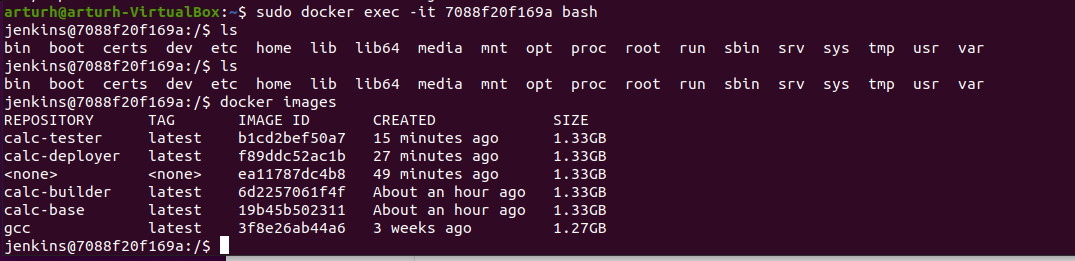 arturh@arturh-VirtualBox:~$ sudo docker exec -it 7088f20f169a bash
jenkins@7088f20f169a:/$ ls
bin  boot  certs  dev  etc  home  lib  lib64  media  mnt  opt  proc  root  run  sbin  srv  sys  tmp  usr  var
jenkins@7088f20f169a:/$ ls
bin  boot  certs  dev  etc  home  lib  lib64  media  mnt  opt  proc  root  run  sbin  srv  sys  tmp  usr  var
jenkins@7088f20f169a:/$ docker images
REPOSITORY      TAG       IMAGE ID       CREATED             SIZE
calc-tester     latest    b1cd2bef50a7   15 minutes ago      1.33GB
calc-deployer   latest    f89ddc52ac1b   27 minutes ago      1.33GB
<none>          <none>    ea11787dc4b8   49 minutes ago      1.33GB
calc-builder    latest    6d2257061f4f   About an hour ago   1.33GB
calc-base       latest    19b45b502311   About an hour ago   1.33GB
gcc             latest    3f8e26ab44a6   3 weeks ago         1.27GB
jenkins@7088f20f169a:/$